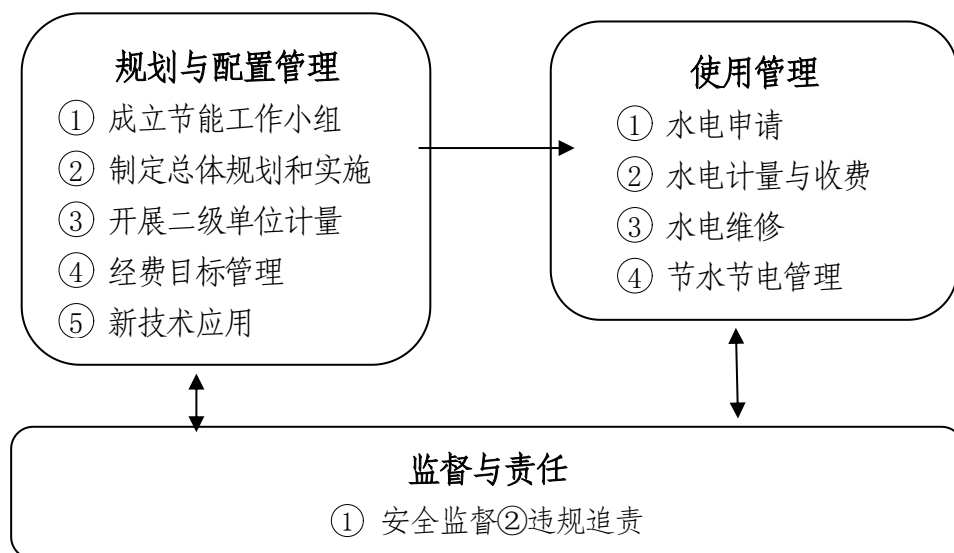 规划与配置管理
① 成立节能工作小组
② 制定总体规划和实施
③ 开展二级单位计量
④ 经费目标管理
⑤ 新技术应用
使用管理
① 水电申请
② 水电计量与收费
③ 水电维修
④ 节水节电管理
监督与责任
① 安全监督②违规追责